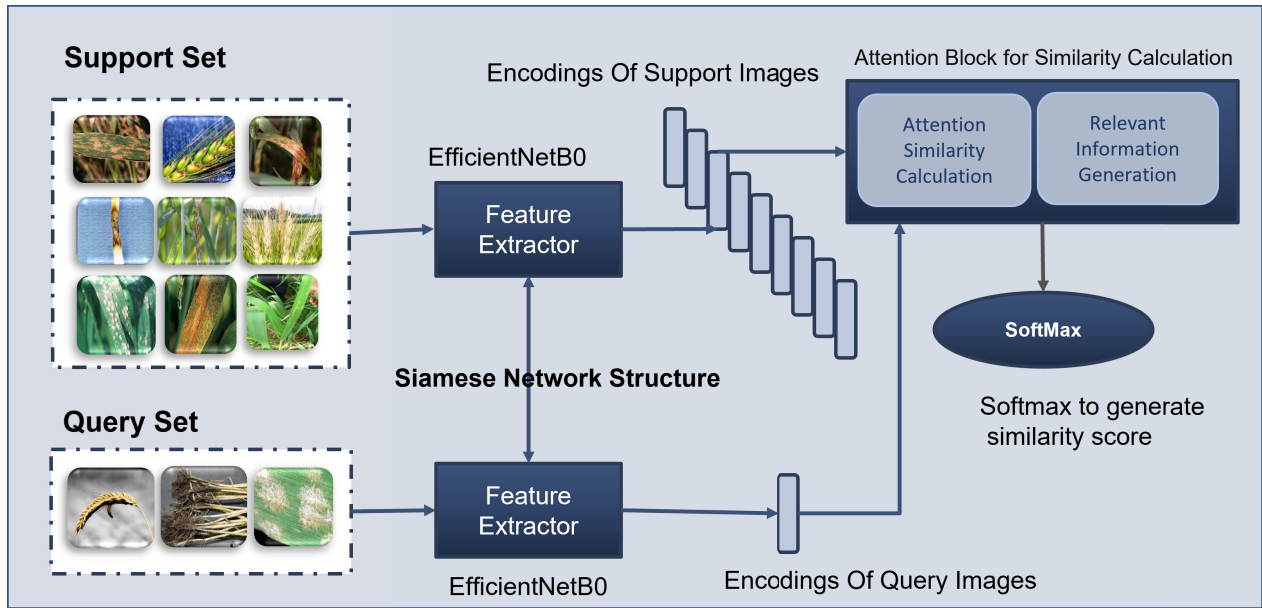 Support Set
Encodings Of Support Images
Attention Block for Similarity Calculation
Attention
Similarity
Calculation
Relevant
Information
Generation
EfficientNetB0
Feature
Extractor
SoftMax
Siamese Network Structure
Softmax to generate
similarity score
Query Set
Feature
Extractor
EfficientNetB0
Encodings Of Query Images